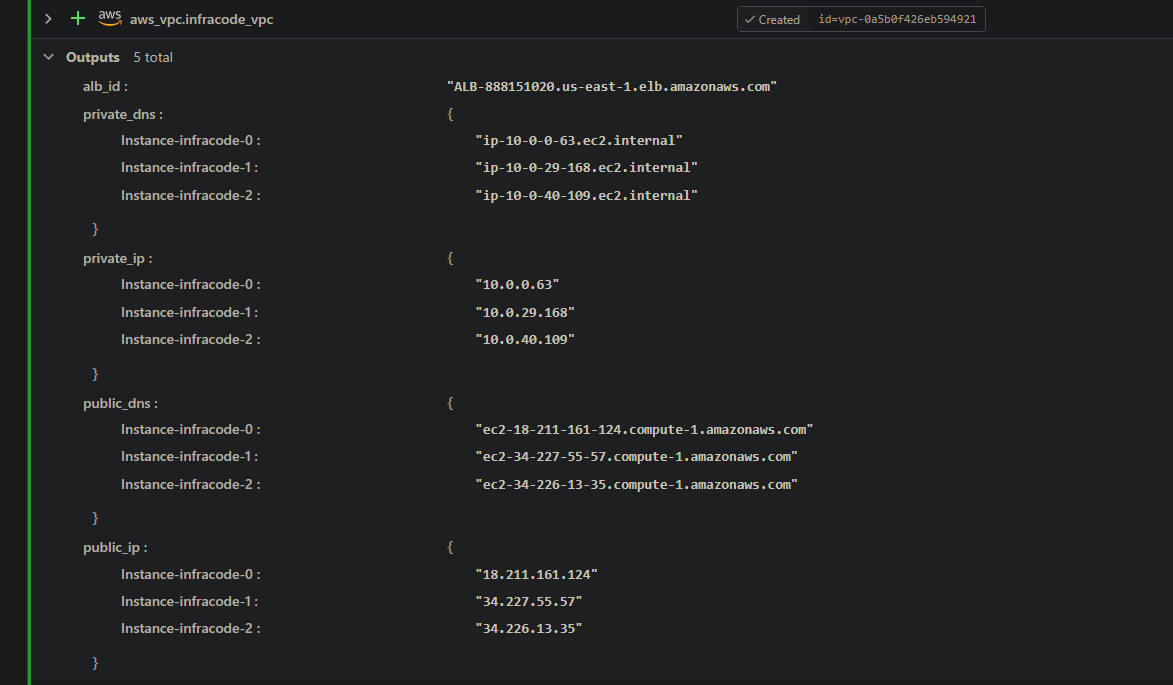 aws aws_vpc.infracode_vpc Created id=vpc-0a5b0f426eb594921
Outputs 5 total
alb_id : "ALB-888151020.us-east-1.elb.amazonaws.com"
private_dns : {
Instance-infracode-0 : "ip-10-0-0-63.ec2.internal"
Instance-infracode-1 : "ip-10-0-29-168.ec2.internal"
Instance-infracode-2 : "ip-10-0-40-109.ec2.internal"
}
private_ip : {
Instance-infracode-0 : "10.0.0.63"
Instance-infracode-1 : "10.0.29.168"
Instance-infracode-2 : "10.0.40.109"
}
public_dns : {
Instance-infracode-0 : "ec2-18-211-161-124.compute-1.amazonaws.com"
Instance-infracode-1 : "ec2-34-227-55-57.compute-1.amazonaws.com"
Instance-infracode-2 : "ec2-34-226-13-35.compute-1.amazonaws.com"
}
public_ip : {
Instance-infracode-0 : "18.211.161.124"
Instance-infracode-1 : "34.227.55.57"
Instance-infracode-2 : "34.226.13.35"
}